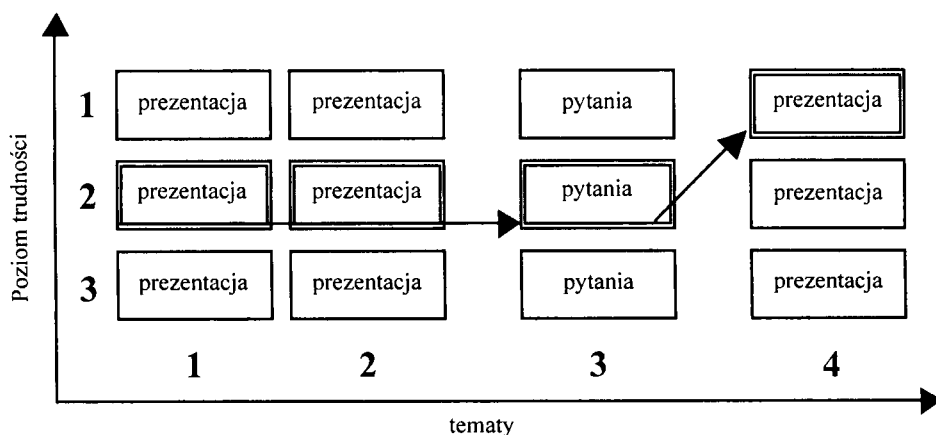 Poziom trudności
1 prezentacja prezentacja pytania prezentacja
2 prezentacja prezentacja pytania prezentacja
3 prezentacja prezentacja pytania prezentacja
1 2 3 4
tematy